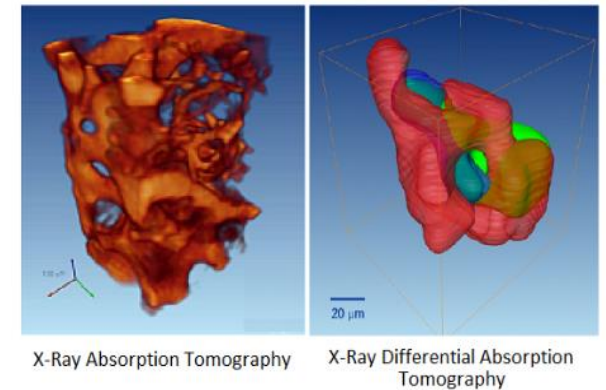 20 μm
X-Ray Absorption Tomography
X-Ray Differential Absorption
Tomography